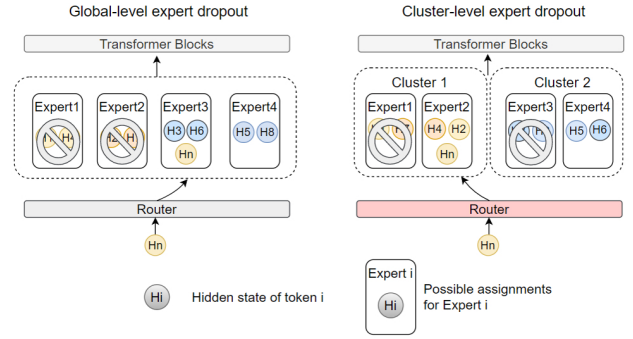 Global-level expert dropout
Cluster-level expert dropout
Transformer Blocks
Transformer Blocks
Cluster 1
Cluster 2
Expert1
Expert2
Expert3
Expert4
Expert1
Expert2
Expert3
Expert4
H3 H6
H5 H8
Hn
H4 H2
H5 H6
Hn
Router
Router
Hn
Hn
Expert i
Hi
Hi
Hidden state of token i
Possible assignments
for Expert i